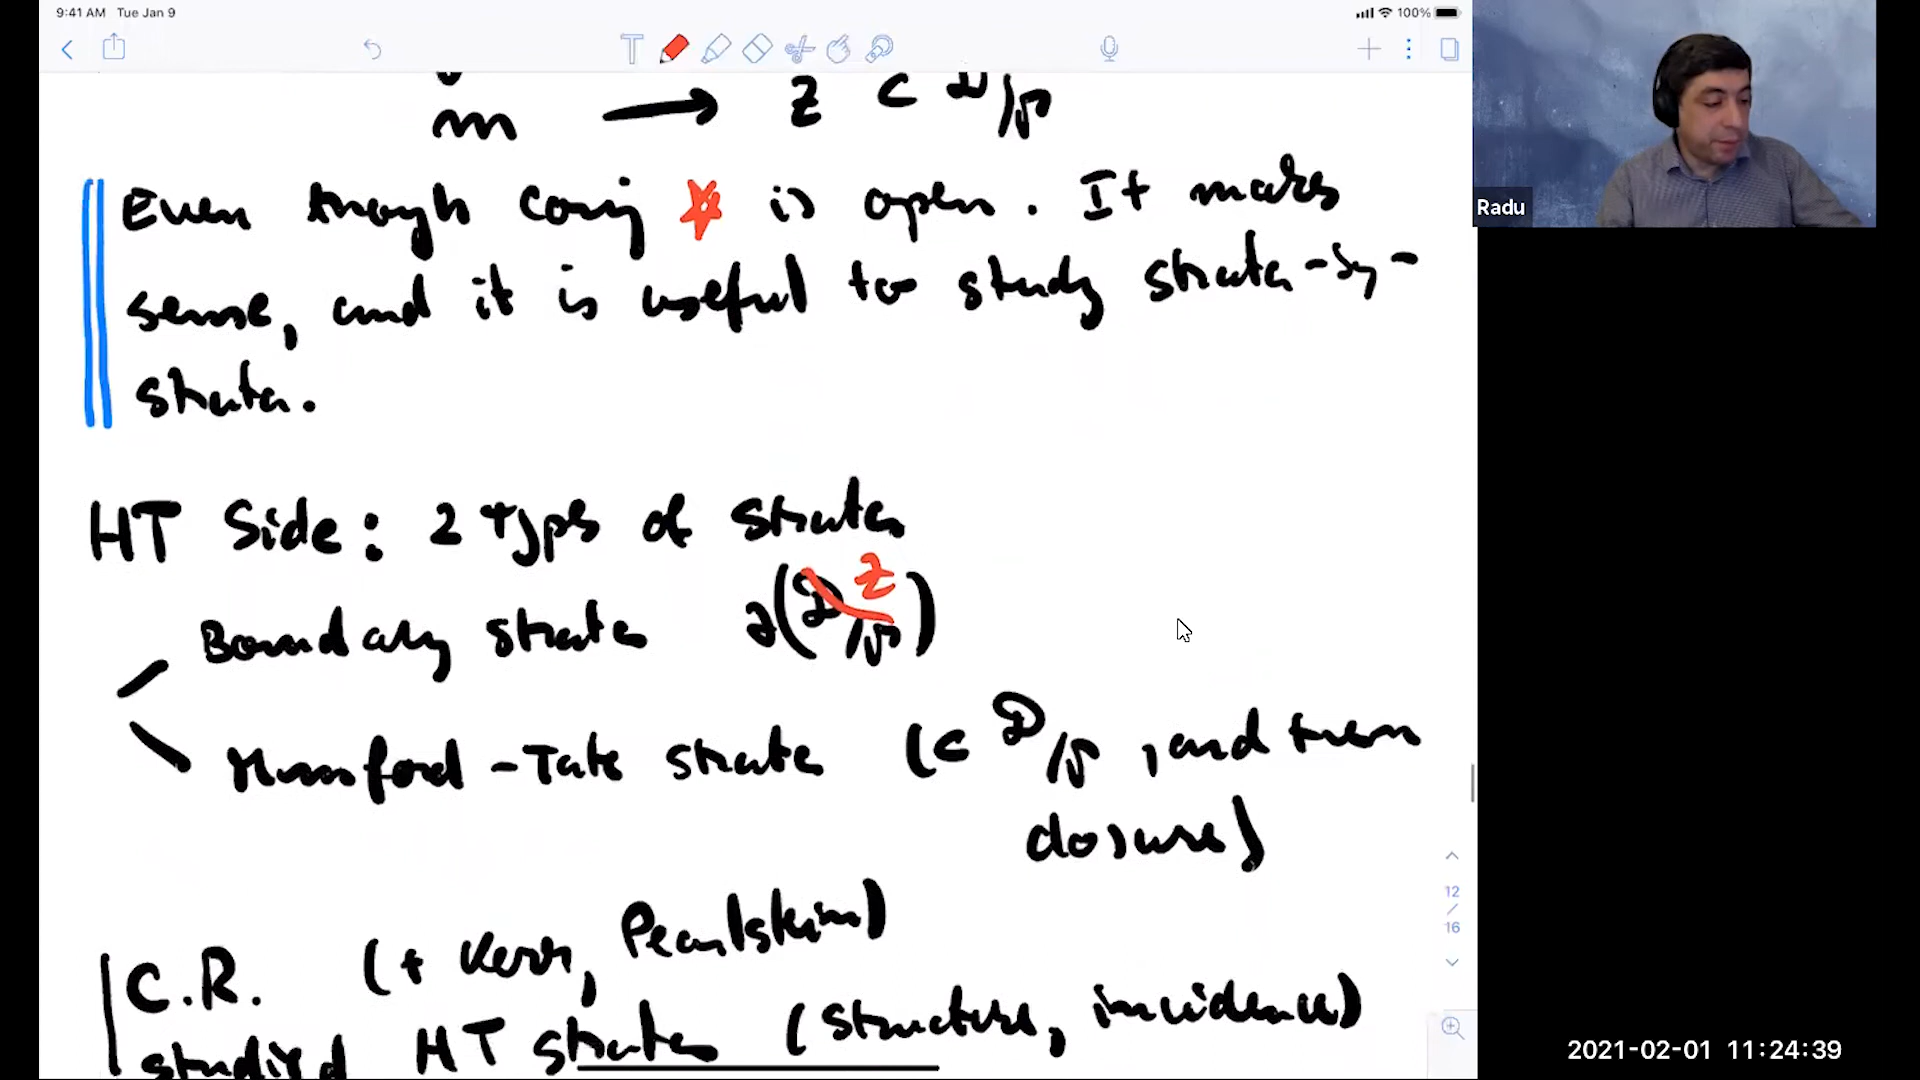 9:41 AM Tue Jan 9
100%
m → Z ⊂ D/Γ
Even though conj ☆ is open. It makes
sense, and it is useful to study strata-by-
strata.
HT Side: 2 types of strata
Boundary strata ∂(D/Γ) Z
Mumford-Tate strata (⊂ D/Γ, and then
closures)
C.R. (+ Kerr, Pearlstein)
studied HT strata (structure, incidence)
12
/
16
Radu
2021-02-01 11:24:39